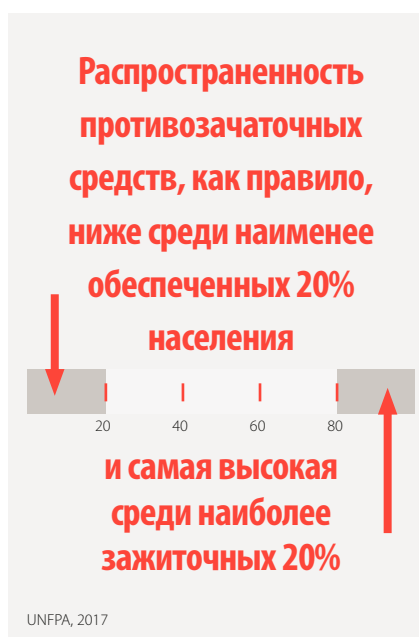 Распространенность
противозачаточных
средств, как правило,
ниже среди наименее
обеспеченных 20%
населения
20 40 60 80
и самая высокая
среди наиболее
зажиточных 20%
UNFPA, 2017